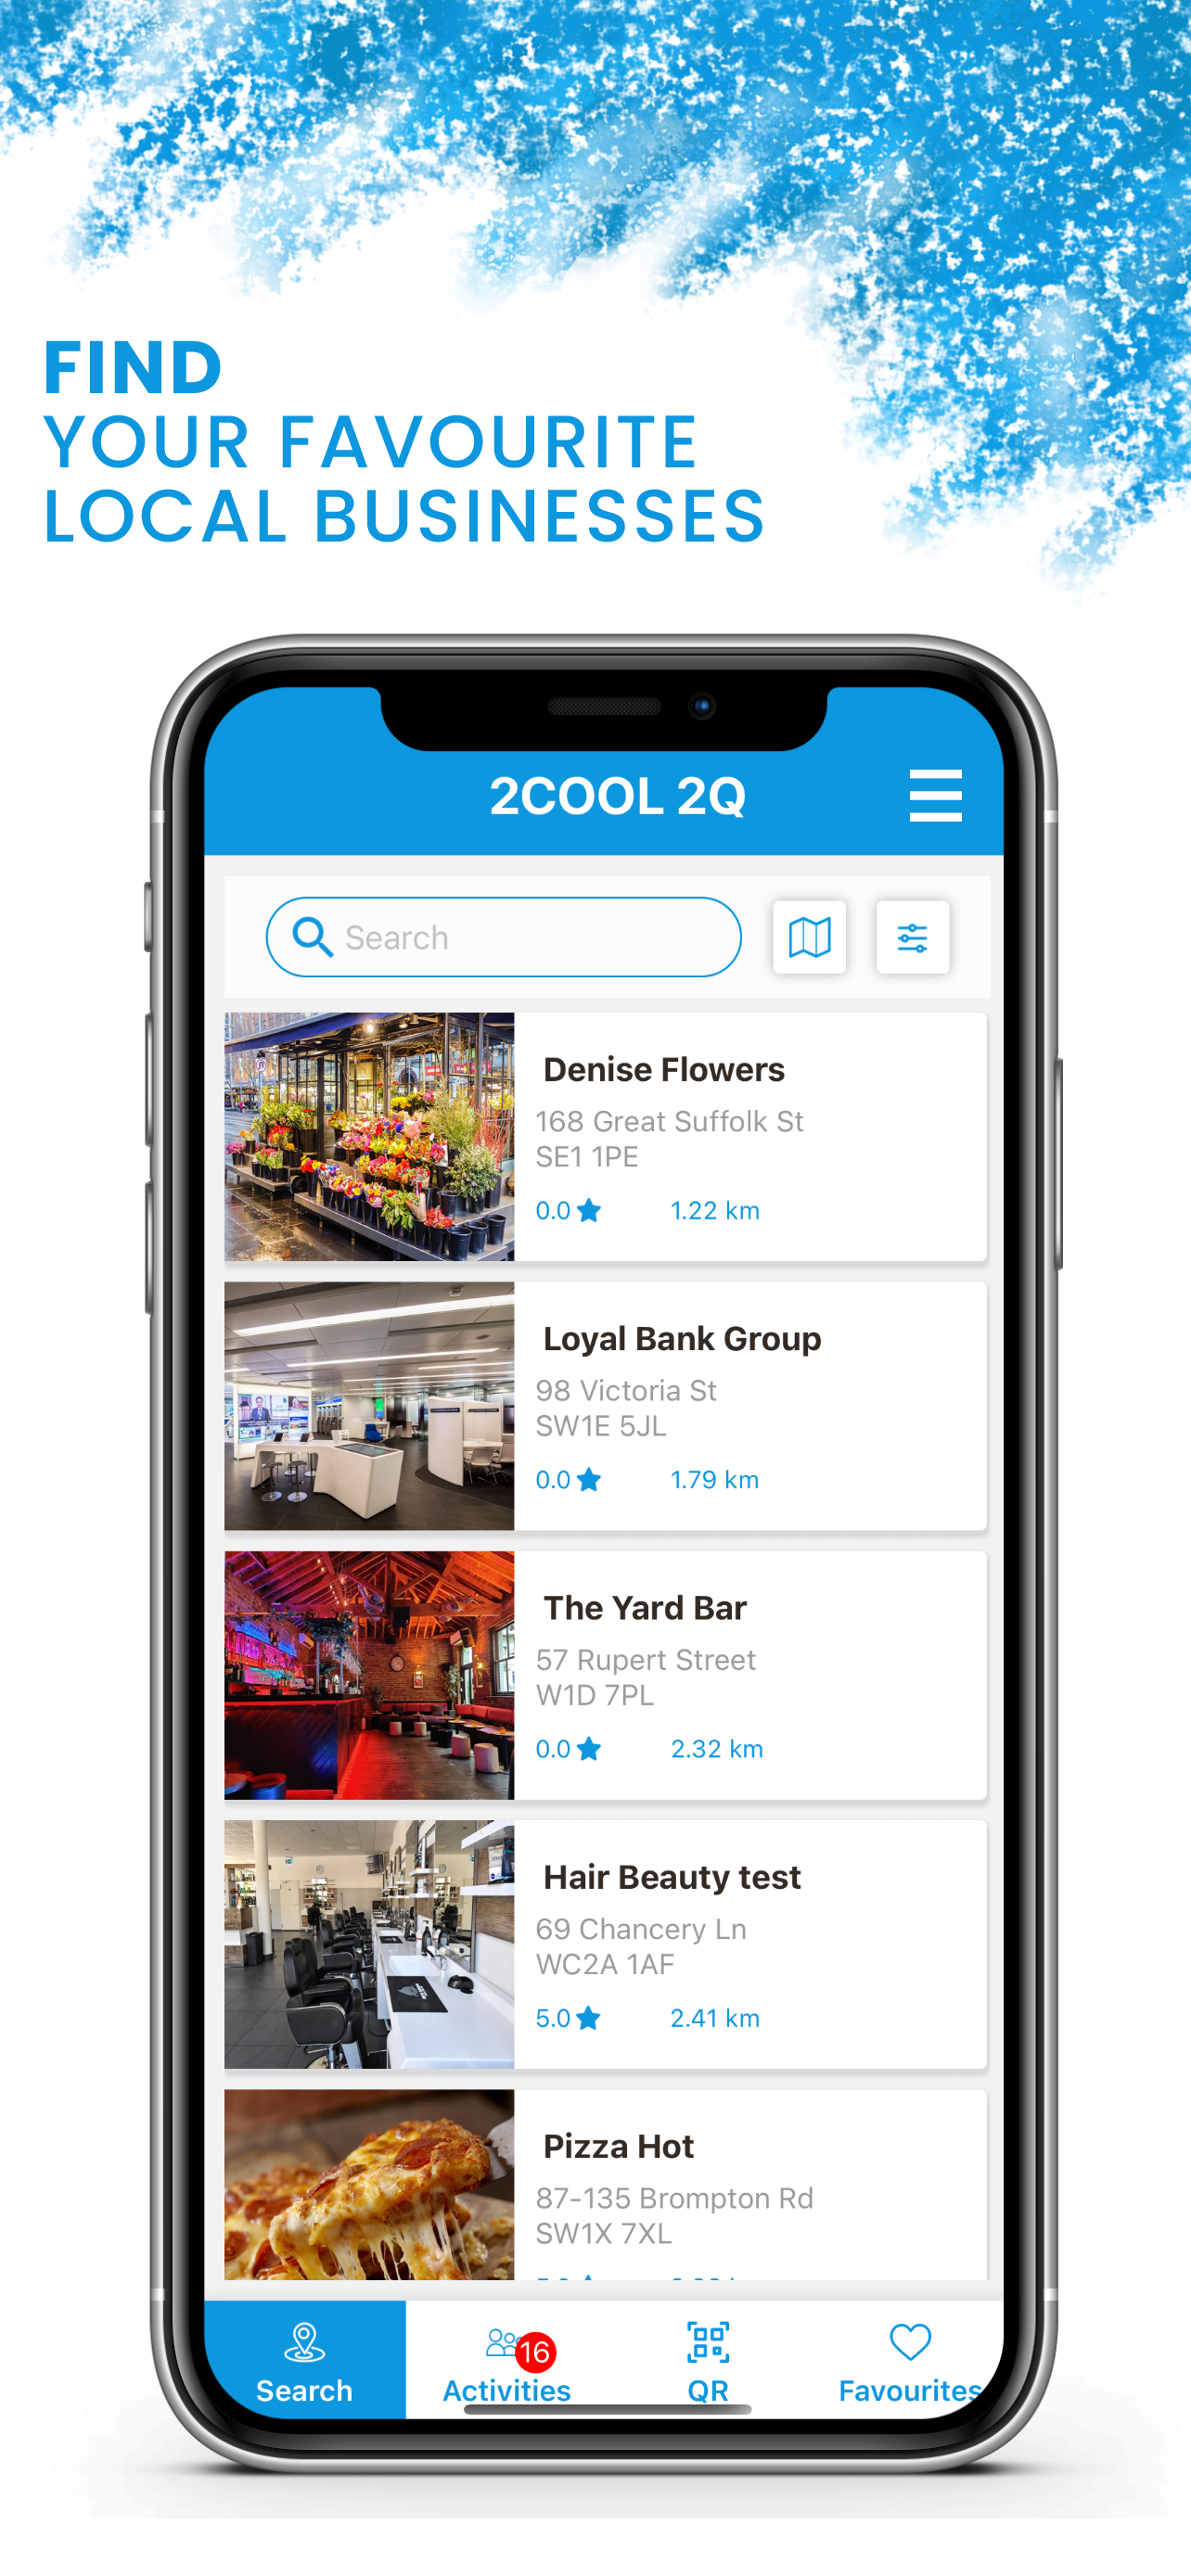 FIND
YOUR FAVOURITE
LOCAL BUSINESSES
2COOL 2Q
Search
Denise Flowers
168 Great Suffolk St
SE1 1PE
0.0
1.22 km
Loyal Bank Group
98 Victoria St
SW1E 5JL
0.0
1.79 km
The Yard Bar
57 Rupert Street
W1D 7PL
0.0
2.32 km
Hair Beauty test
69 Chancery Ln
WC2A 1AF
5.0
2.41 km
Pizza Hot
87-135 Brompton Rd
SW1X 7XL
16
Search
Activities
QR
Favourites